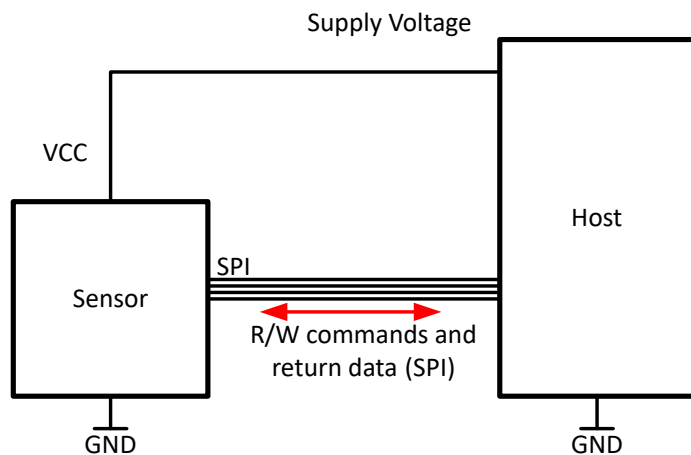 Supply Voltage
VCC
Host
SPI
Sensor
R/W commands and
return data (SPI)
GND
GND